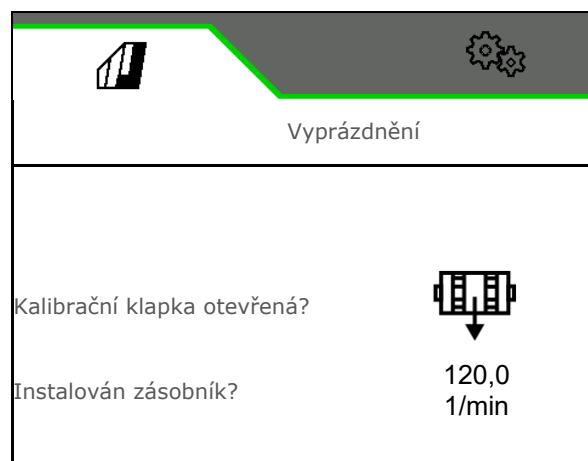 Vyprázdnění
Kalibrační klapka otevřená?
Instalován zásobník?
120,0
1/min